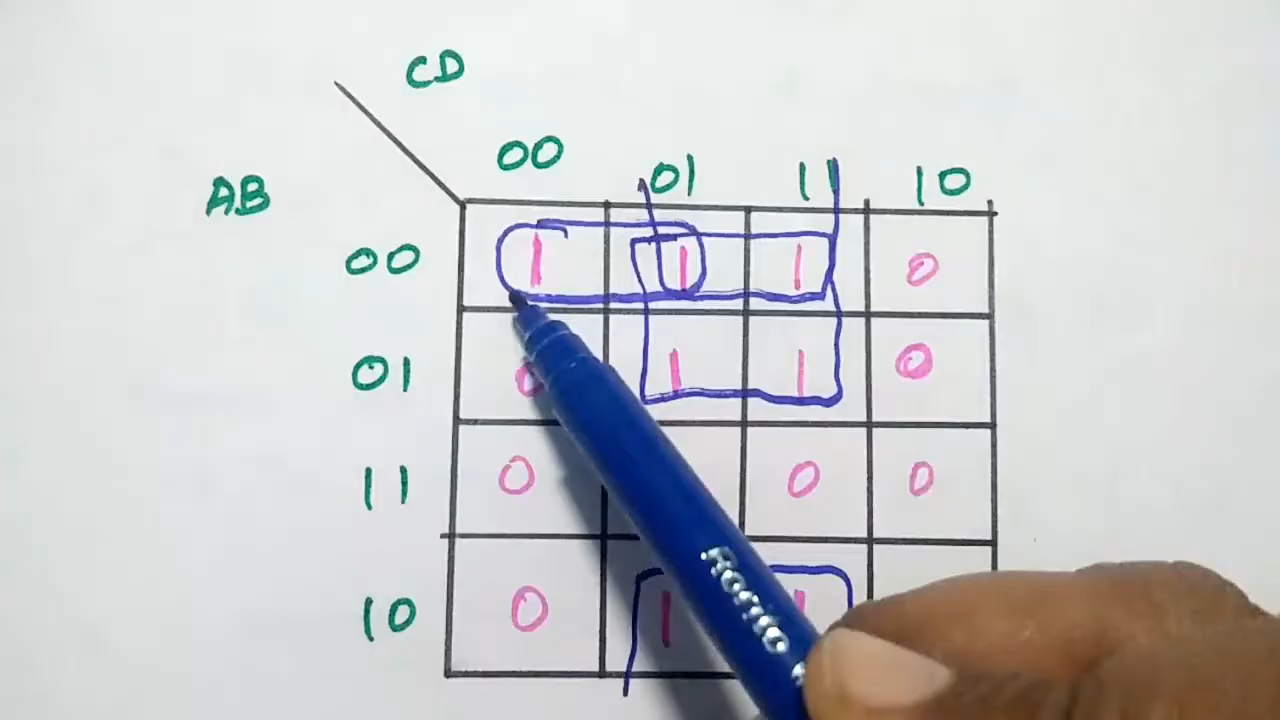 CD
00 01 11 10
AB
00 1 1 1 0
01 0 1 1 0
11 0 0 0
10 0 1 1